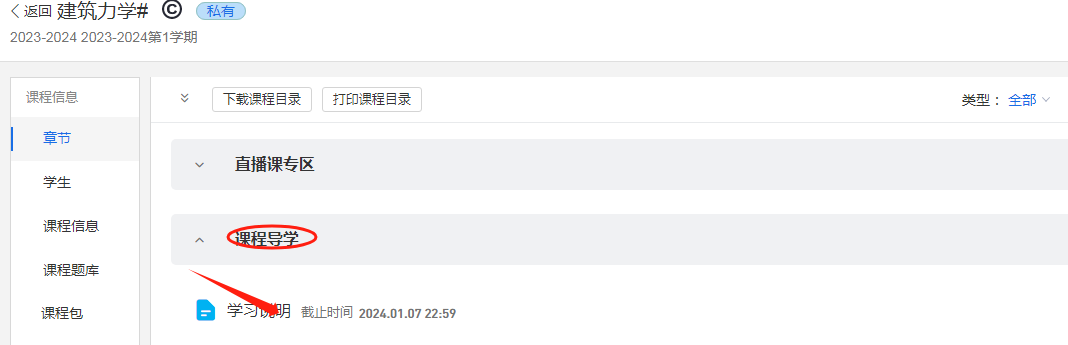 返回 建筑力学# © 私有
2023-2024 2023-2024第1学期
课程信息
章节
学生
课程信息
课程题库
课程包
下载课程目录 打印课程目录 类型： 全部
直播课专区
课程导学
学习说明 截止时间 2024.01.07 22:59